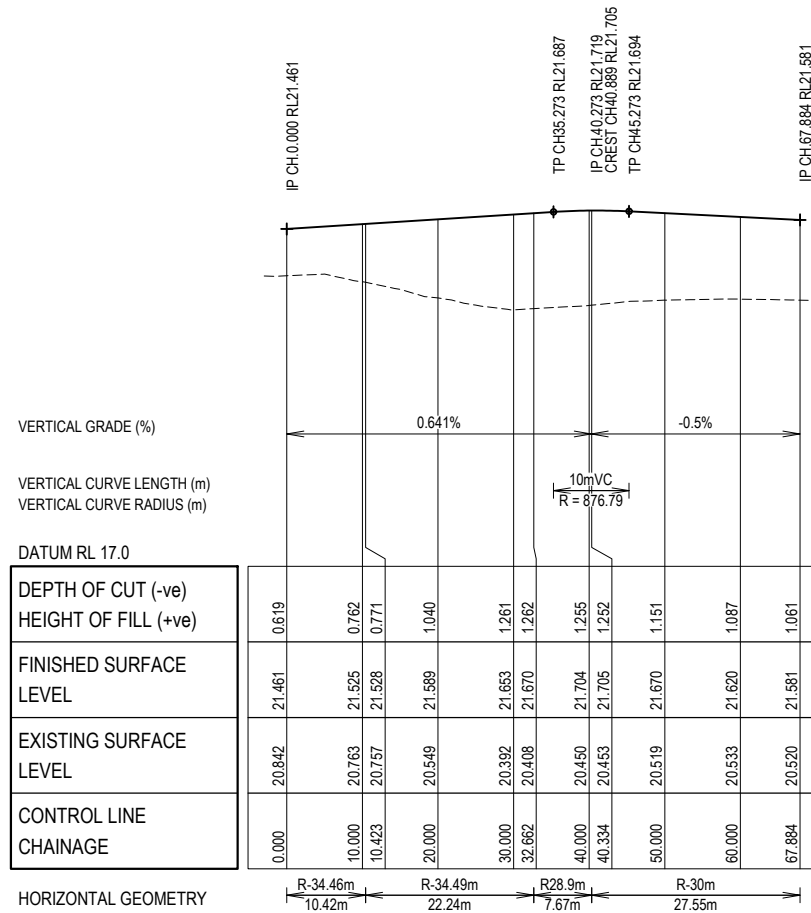 IP CH.0.000 RL21.461
TP CH35.273 RL21.687
IP CH.40.273 RL21.719
CREST CH40.889 RL21.705
TP CH45.273 RL21.694
IP CH.67.884 RL21.581
VERTICAL GRADE (%)
0.641%
-0.5%
VERTICAL CURVE LENGTH (m)
10mVC
VERTICAL CURVE RADIUS (m)
R = 876.79
DATUM RL 17.0
DEPTH OF CUT (-ve)
HEIGHT OF FILL (+ve)
0.619 0.762 0.771 1.040 1.261 1.262 1.255 1.252 1.151 1.087 1.061
FINISHED SURFACE
LEVEL
21.461 21.525 21.528 21.589 21.653 21.670 21.704 21.705 21.670 21.620 21.581
EXISTING SURFACE
LEVEL
20.842 20.763 20.757 20.549 20.392 20.408 20.450 20.453 20.519 20.533 20.520
CONTROL LINE
CHAINAGE
0.000 10.000 10.423 20.000 30.000 32.662 40.000 40.334 50.000 60.000 67.884
HORIZONTAL GEOMETRY
R-34.46m R-34.49m R28.9m R-30m
10.42m 22.24m 7.67m 27.55m